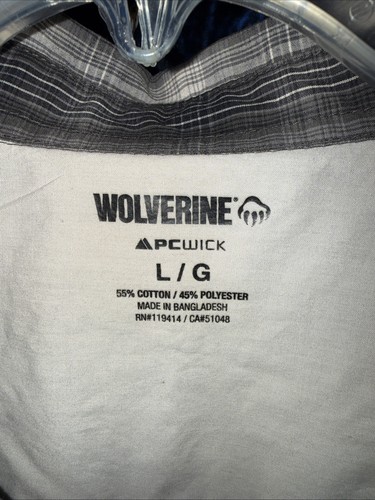 WOLVERINE®
PCWICK
L / G
55% COTTON / 45% POLYESTER
MADE IN BANGLADESH
RN#119414 / CA#51048